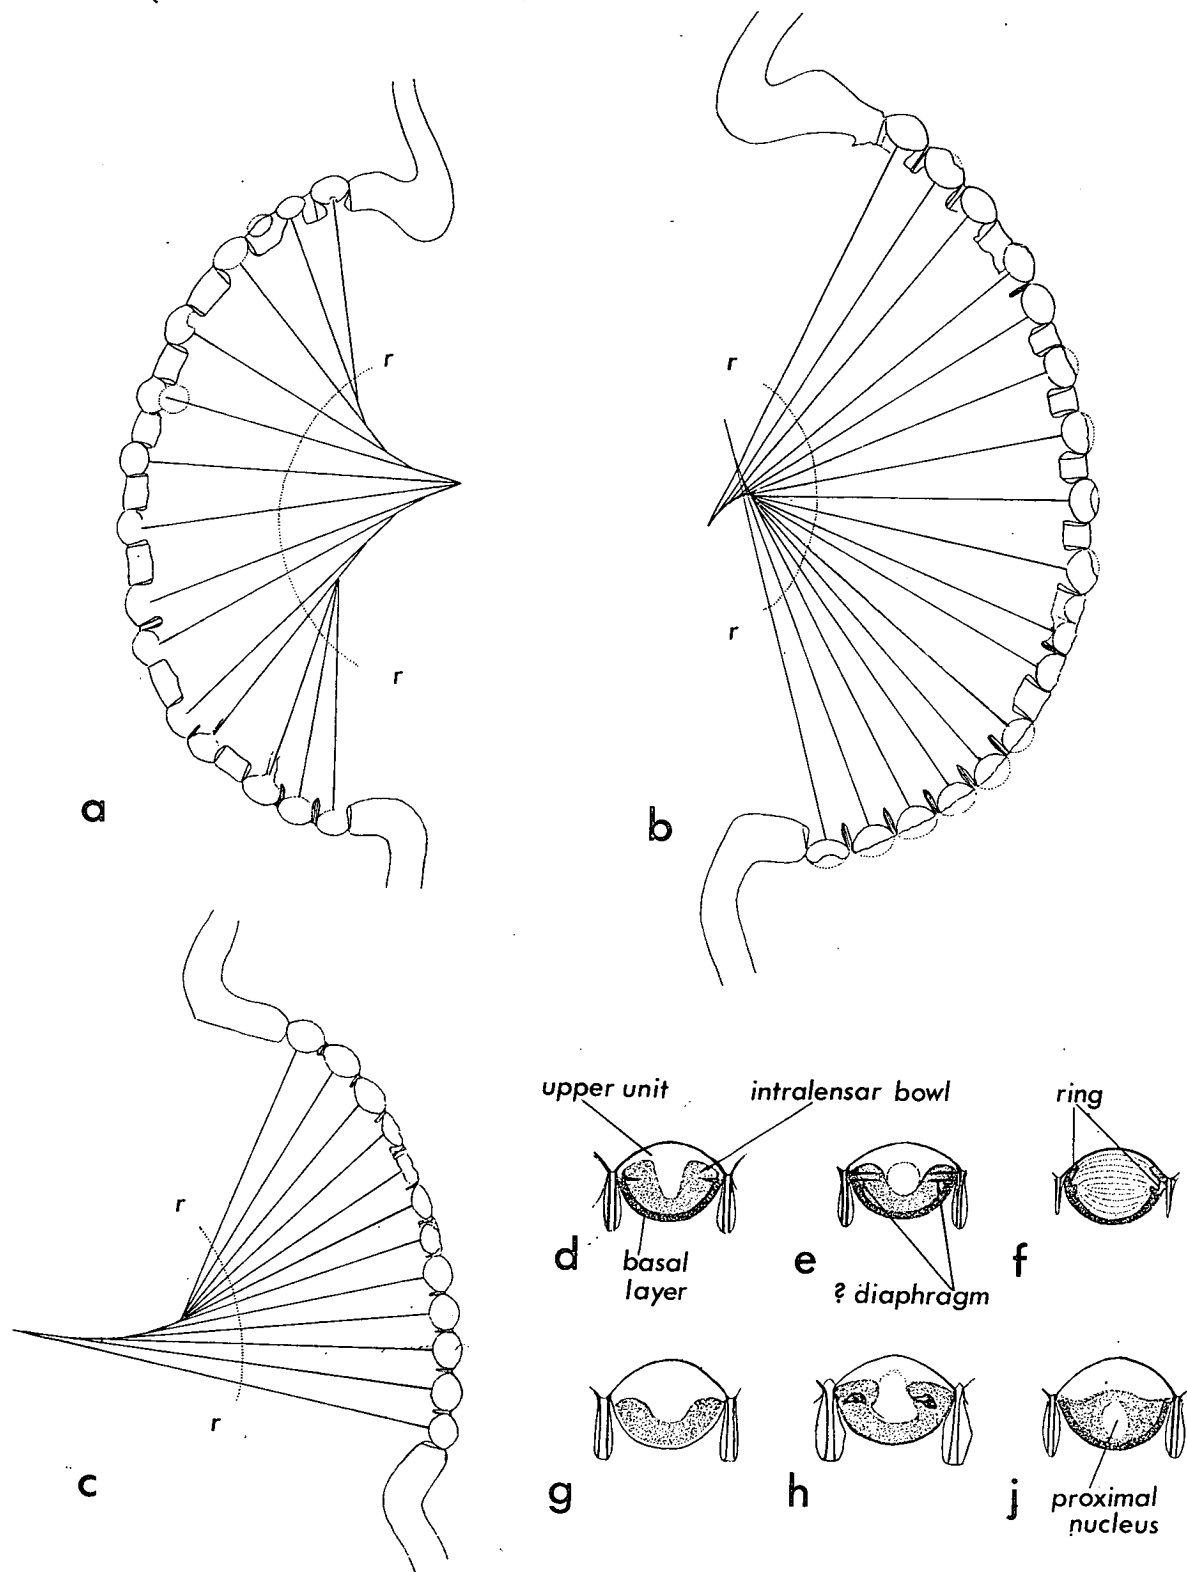 r
r
a
r
r
b
r
r
c
upper unit
intralensar bowl
ring
d
basal
layer
e
? diaphragm
f
g
h
j
proximal
nucleus